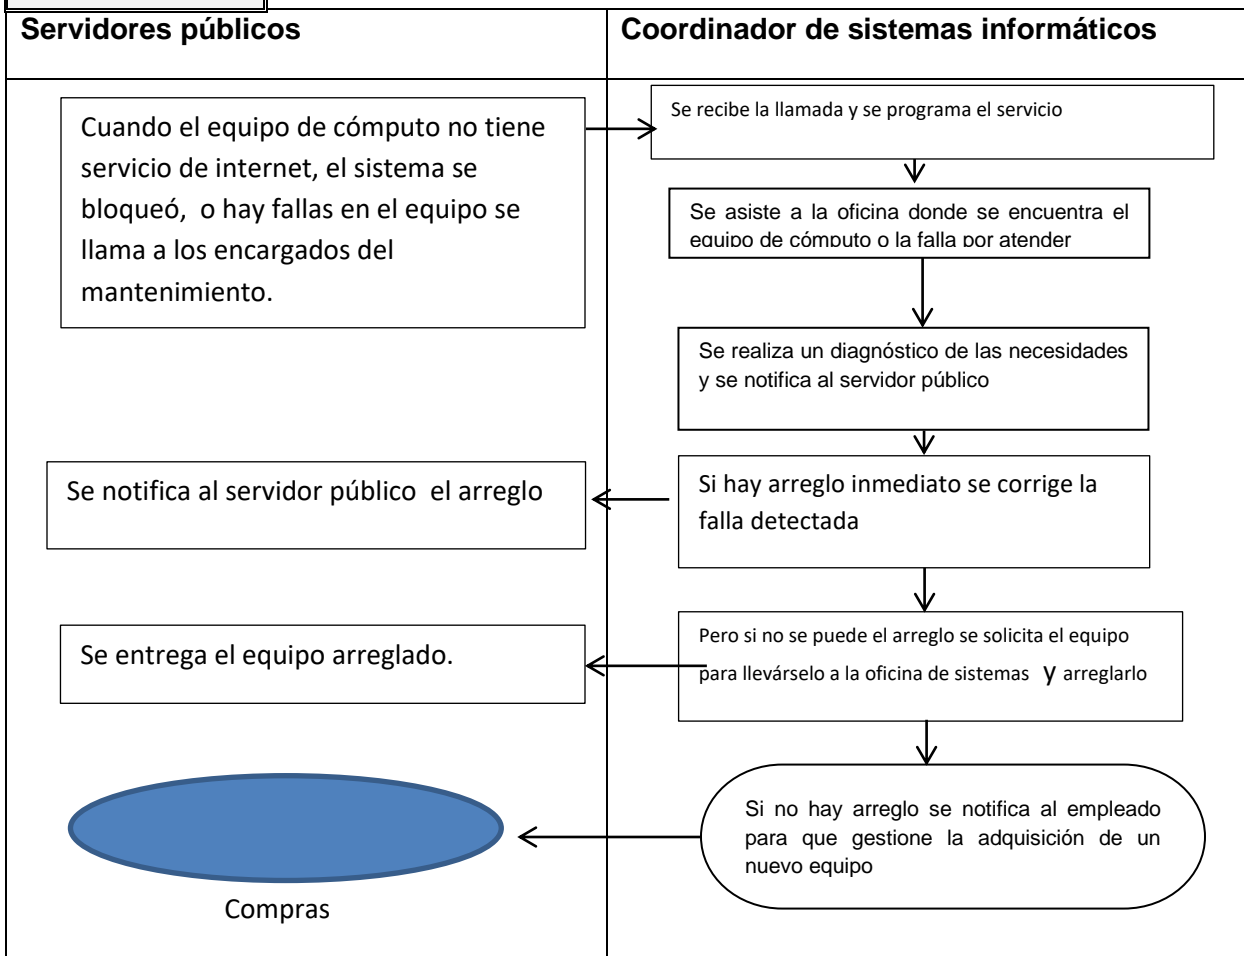 Servidores públicos
Coordinador de sistemas informáticos
Cuando el equipo de cómputo no tiene
servicio de internet, el sistema se
bloqueó, o hay fallas en el equipo se
llama a los encargados del
mantenimiento.
Se recibe la llamada y se programa el servicio
Se asiste a la oficina donde se encuentra el
equipo de cómputo o la falla por atender
Se realiza un diagnóstico de las necesidades
y se notifica al servidor público
Si hay arreglo inmediato se corrige la
falla detectada
Se notifica al servidor público el arreglo
Pero si no se puede el arreglo se solicita el equipo
para llevárselo a la oficina de sistemas y arreglarlo
Se entrega el equipo arreglado.
Si no hay arreglo se notifica al empleado
para que gestione la adquisición de un
nuevo equipo
Compras